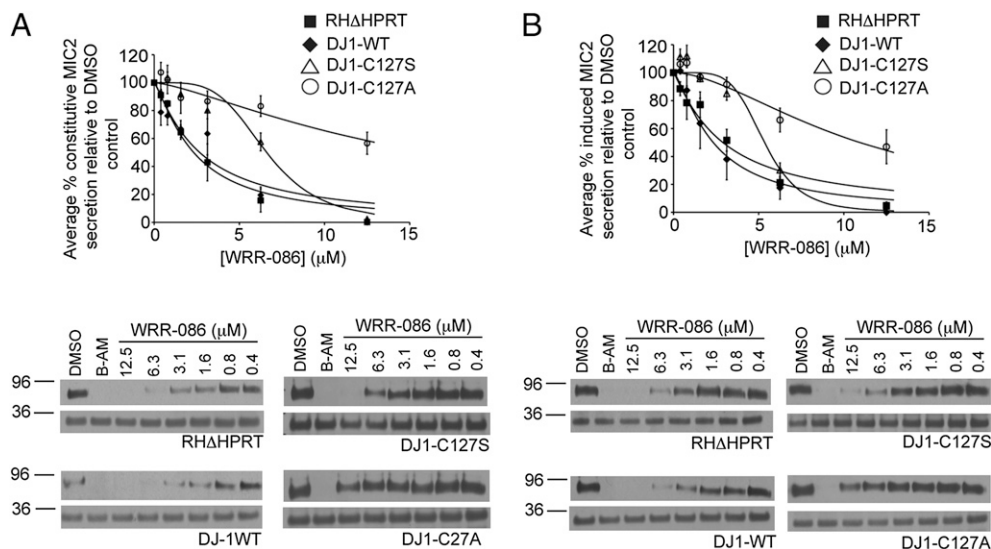 A
RHΔHPRT
DJ1-WT
DJ1-C127S
DJ1-C127A
Average % constitutive MIC2
secretion relative to DMSO
control
120
100
80
60
40
20
0
0
5
10
15
[WRR-086] (μM)
DMSO
B-AM
WRR-086 (μM)
12.5
6.3
3.1
1.6
0.8
0.4
96
36
RHΔHPRT
DMSO
B-AM
WRR-086 (μM)
12.5
6.3
3.1
1.6
0.8
0.4
DJ1-C127S
96
36
DJ-1WT
DJ1-C27A
B
RHΔHPRT
DJ1-WT
DJ1-C127S
DJ1-C127A
Average % induced MIC2
secretion relative to DMSO
control
120
100
80
60
40
20
0
0
5
10
15
[WRR-086] (μM)
DMSO
B-AM
WRR-086 (μM)
12.5
6.3
3.1
1.6
0.8
0.4
96
36
RHΔHPRT
DMSO
B-AM
WRR-086 (μM)
12.5
6.3
3.1
1.6
0.8
0.4
DJ1-C127S
96
36
DJ1-WT
DJ1-C127A